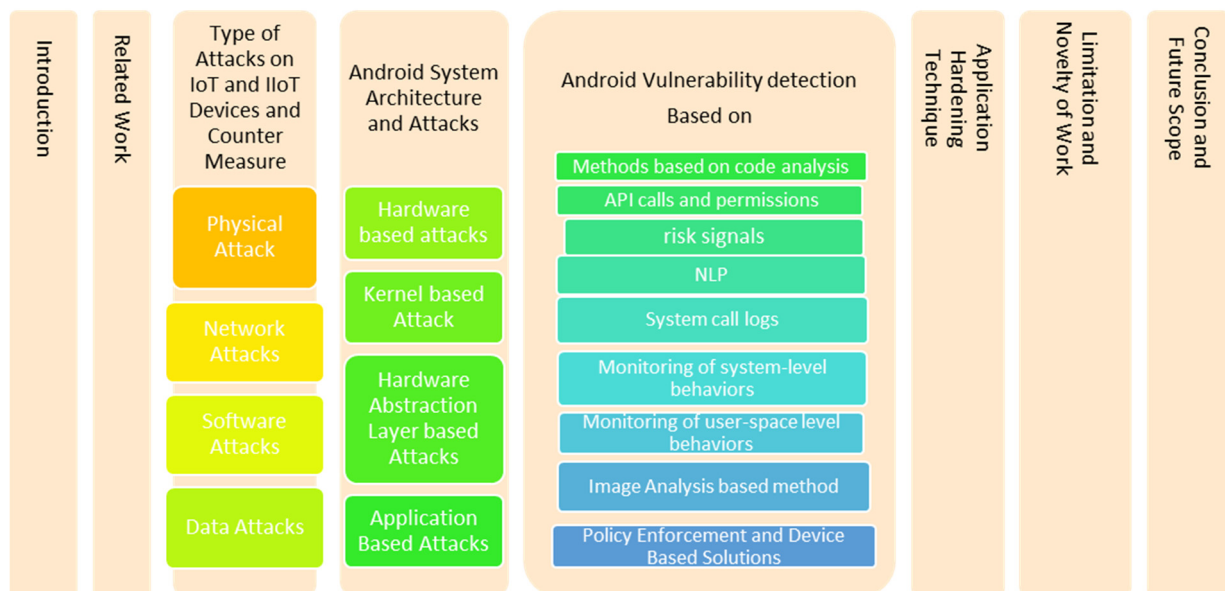 Introduction
Related Work
Type of
Attacks on
IoT and IIoT
Devices and
Counter
Measure
Physical
Attack
Network
Attacks
Software
Attacks
Data Attacks
Android System
Architecture
and Attacks
Hardware
based attacks
Kernel based
Attack
Hardware
Abstraction
Layer based
Attacks
Application
Based Attacks
Android Vulnerability detection
Based on
Methods based on code analysis
API calls and permissions
risk signals
NLP
System call logs
Monitoring of system-level
behaviors
Monitoring of user-space level
behaviors
Image Analysis based method
Policy Enforcement and Device
Based Solutions
Application
Hardening
Technique
Limitation and
Novelty of Work
Conclusion and
Future Scope